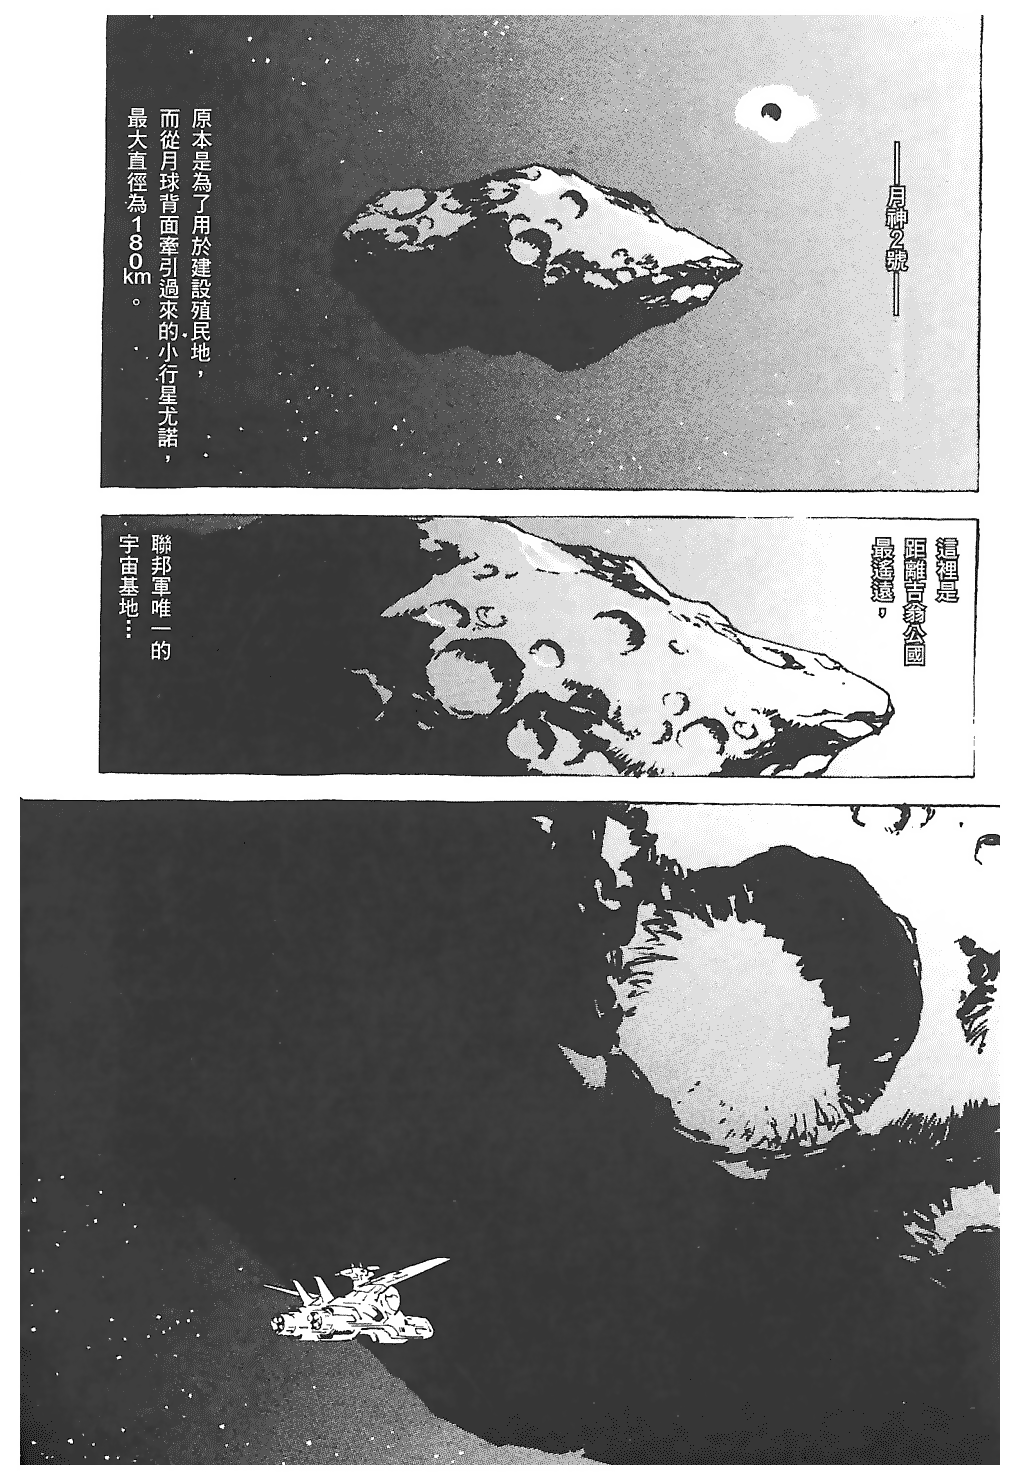 ──月神2號──
原本是為了用於建設殖民地，
而從月球背面牽引過來的小行星尤諾，
最大直徑為180km。
這裡是
距離吉翁公國
最遙遠，
聯邦軍唯一的
宇宙基地…